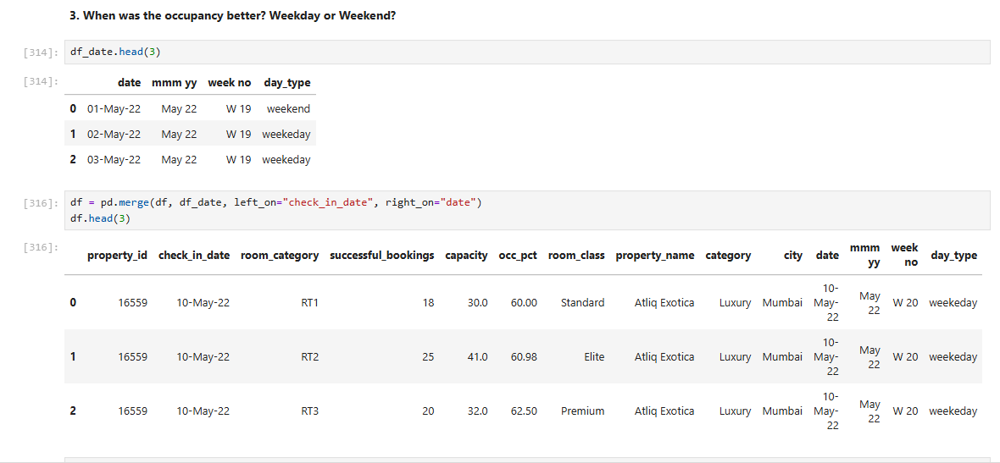 3. When was the occupancy better? Weekday or Weekend?
[314]: df_date.head(3)
[314]: date mmm yy week no day_type
0 01-May-22 May 22 W 19 weekend
1 02-May-22 May 22 W 19 weekeday
2 03-May-22 May 22 W 19 weekeday
[316]: df = pd.merge(df, df_date, left_on="check_in_date", right_on="date")
df.head(3)
[316]:
property_id check_in_date room_category successful_bookings capacity occ_pct room_class property_name category city date mmm yy week no day_type
0 16559 10-May-22 RT1 18 30.0 60.00 Standard Atliq Exotica Luxury Mumbai 10-May-22 May 22 W 20 weekeday
1 16559 10-May-22 RT2 25 41.0 60.98 Elite Atliq Exotica Luxury Mumbai 10-May-22 May 22 W 20 weekeday
2 16559 10-May-22 RT3 20 32.0 62.50 Premium Atliq Exotica Luxury Mumbai 10-May-22 May 22 W 20 weekeday